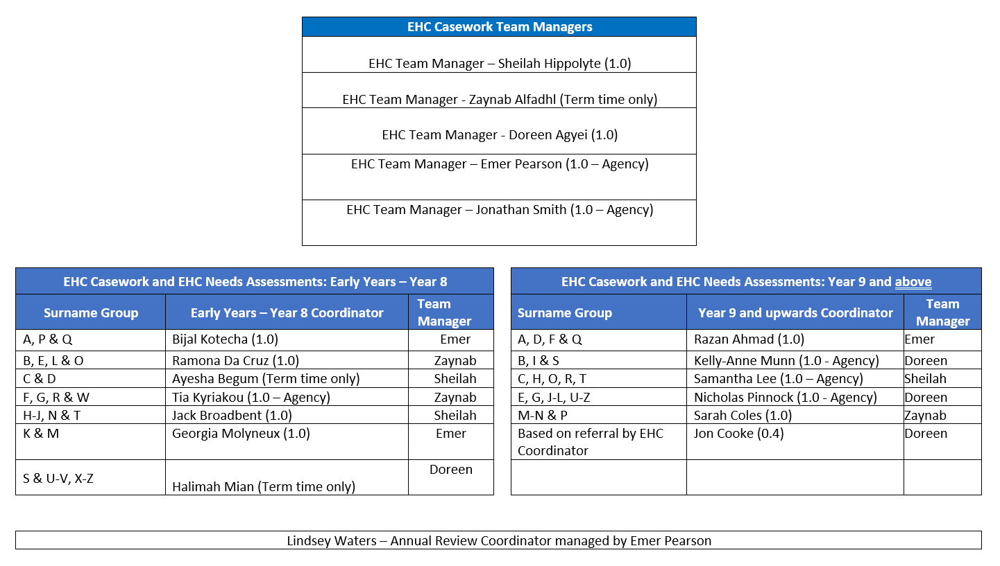 EHC Casework Team Managers
EHC Team Manager – Sheilah Hippolyte (1.0)
EHC Team Manager - Zaynab Alfadhl (Term time only)
EHC Team Manager - Doreen Agyei (1.0)
EHC Team Manager – Emer Pearson (1.0 – Agency)
EHC Team Manager – Jonathan Smith (1.0 – Agency)
EHC Casework and EHC Needs Assessments: Early Years – Year 8
Surname Group
Early Years – Year 8 Coordinator
Team
Manager
A, P & Q
Bijal Kotecha (1.0)
Emer
B, E, L & O
Ramona Da Cruz (1.0)
Zaynab
C & D
Ayesha Begum (Term time only)
Sheilah
F, G, R & W
Tia Kyriakou (1.0 – Agency)
Zaynab
H-J, N & T
Jack Broadbent (1.0)
Sheilah
K & M
Georgia Molyneux (1.0)
Emer
S & U-V, X-Z
Halimah Mian (Term time only)
Doreen
EHC Casework and EHC Needs Assessments: Year 9 and above
Surname Group
Year 9 and upwards Coordinator
Team
Manager
A, D, F & Q
Razan Ahmad (1.0)
Emer
B, I & S
Kelly-Anne Munn (1.0 - Agency)
Doreen
C, H, O, R, T
Samantha Lee (1.0 – Agency)
Sheilah
E, G, J-L, U-Z
Nicholas Pinnock (1.0 - Agency)
Doreen
M-N & P
Sarah Coles (1.0)
Zaynab
Based on referral by EHC
Coordinator
Jon Cooke (0.4)
Doreen
Lindsey Waters – Annual Review Coordinator managed by Emer Pearson